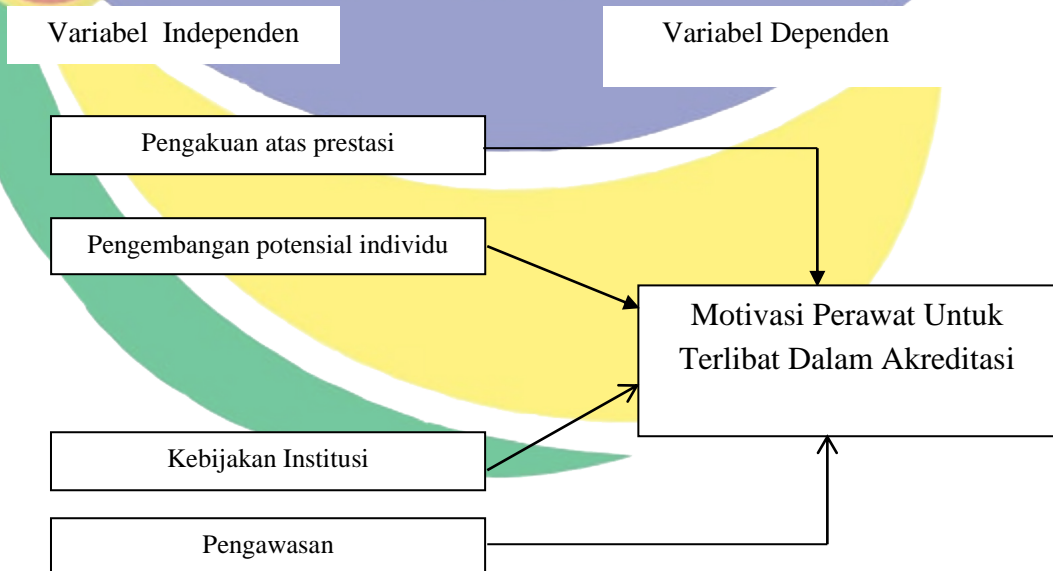 Variabel Independen
Variabel Dependen
Pengakuan atas prestasi
Pengembangan potensial individu
Motivasi Perawat Untuk
Terlibat Dalam Akreditasi
Kebijakan Institusi
Pengawasan